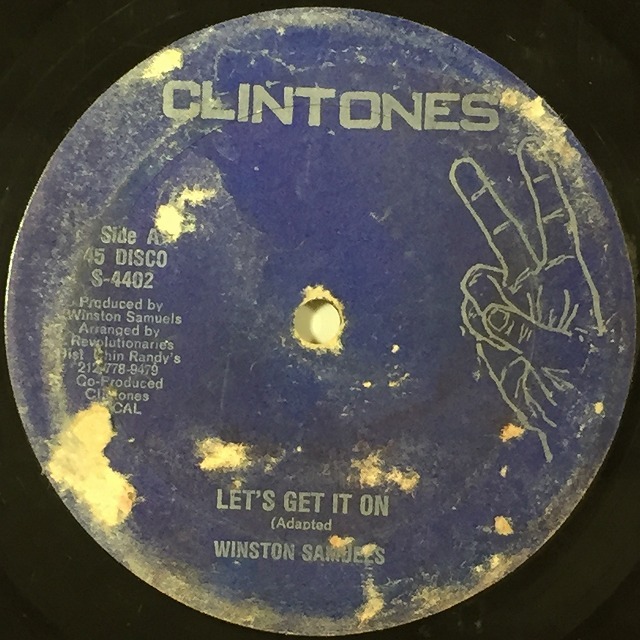 CLINTONES
Side A
45 DISCO
S-4402
Produced by
Winston Samuels
Arranged by
Revolutionaries
Dist Chin Randy's
212-778-9479
Co-Produced
Clintones
LET'S GET IT ON
(Adapted
WINSTON SAMUELS